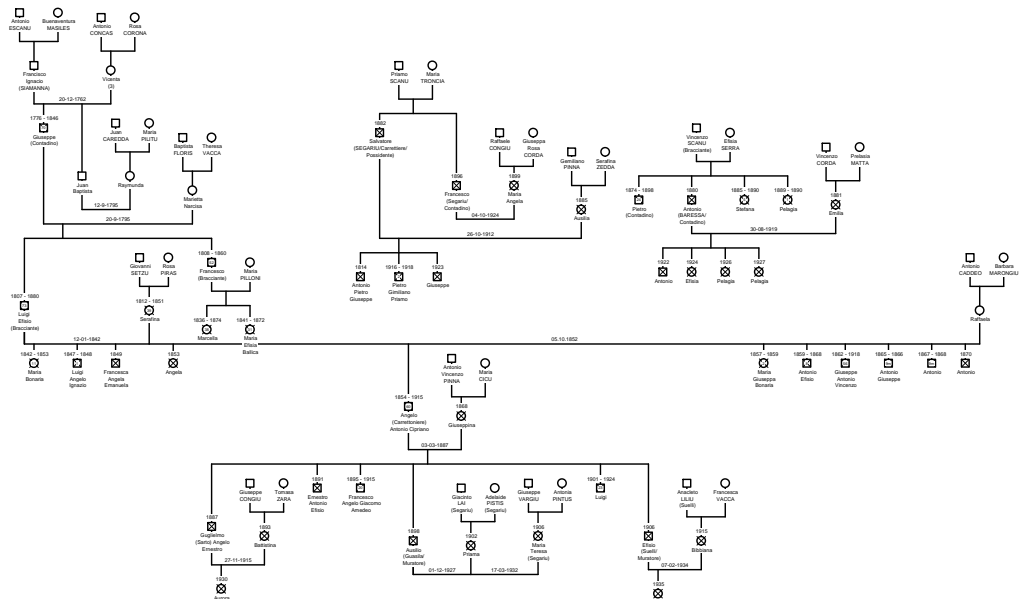 Antonio
ESCANU
Buenaventura
MASILES
Antonio
CONCAS
Rosa
CORONA
Francisco
Ignacio
(SIAMANNA)
Vicenta
(3)
20-12-1762
1776 - 1846
Giuseppe
(Contadino)
Juan
CAREDDA
Maria
PILITU
Baptista
FLORIS
Theresa
VACCA
Juan
Baptista
Raymunda
Marietta
Narcisa
12-9-1795
20-9-1795
Priamo
SCANU
Maria
TRONCIA
1882
Salvatore
(SEGARIU/Carrettiere/
Possidente)
Raffaele
CONGIU
Giuseppa
Rosa
CORDA
1896
Francesco
(Segariu/
Contadino)
1899
Maria
Angela
04-10-1924
Gemiliano
PINNA
Serafina
ZEDDA
1885
Ausilia
26-10-1912
1814
Antonio
Pietro
Giuseppe
1916 - 1918
Pietro
Gimiliano
Priamo
1923
Giuseppe
Vincenzo
SCANU
(Bracciante)
Efisia
SERRA
Vincenzo
CORDA
Prelasia
MATTA
1874 - 1898
Pietro
(Contadino)
1880
Antonio
(BARESSA/
Contadino)
1885 - 1890
Stefana
1889 - 1890
Pelagia
1881
Emilia
30-08-1919
1922
Antonio
1924
Efisia
1926
Pelagia
1927
Pelagia
Giovanni
SETZU
Rosa
PIRAS
1808 - 1860
Francesco
(Bracciante)
Maria
PILLONI
1807 - 1880
Luigi
Efisio
(Bracciante)
1812 - 1851
Serafina
1836 - 1874
Marcella
1841 - 1872
Maria
Efisia
Ballica
Antonio
CADDEO
Barbara
MARONGIU
Raffaela
12-01-1842
05.10.1852
1842 - 1853
Maria
Bonaria
1847 - 1848
Luigi
Angelo
Ignazio
1849
Francesca
Angela
Emanuela
1853
Angela
1857 - 1859
Maria
Giuseppa
Bonaria
1859 - 1868
Antonio
Efisio
1862 - 1918
Giuseppe
Antonio
Vincenzo
1865 - 1866
Antonio
Giuseppe
1867 - 1868
Antonio
1870
Antonio
Antonio
Vincenzo
PINNA
Maria
CICU
1854 - 1915
Angelo
(Carrettoniere)
Antonio Cipriano
1868
Giuseppina
03-03-1887
Giuseppe
CONGIU
Tomasa
ZARA
1891
Ernestro
Antonio
Efisio
1895 - 1915
Francesco
Angelo Giacomo
Amedeo
Giacinto
LAI
(Segariu)
Adelaide
PISTIS
(Segariu)
Giuseppe
VARGIU
Antonia
PINTUS
1901 - 1924
Luigi
Anacleto
LILIU
(Suelli)
Francesca
VACCA
1887
Guglielmo
(Sarto) Angelo
Ernestro
1893
Battistina
1898
Ausilio
(Guasila/
Muratore)
1902
Priama
1906
Maria
Teresa
(Segariu)
1906
Efisio
(Suelli/
Muratore)
1915
Bibbiana
27-11-1915
01-12-1927
17-03-1932
07-02-1934
1930
Aurora
1935